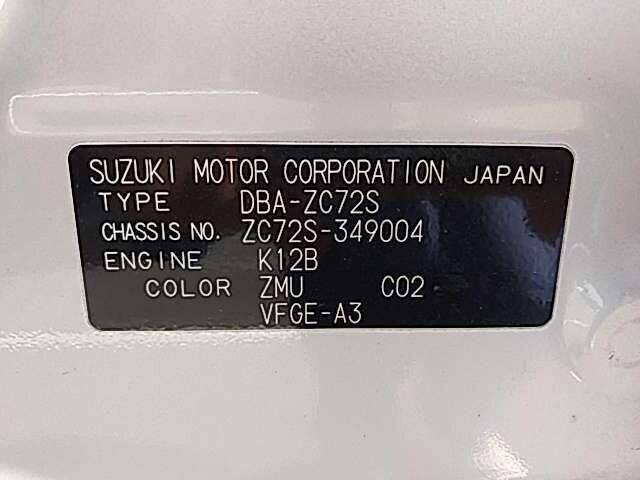 SUZUKI MOTOR CORPORATION JAPAN
TYPE DBA-ZC72S
CHASSIS NO. ZC72S-349004
ENGINE K12B
COLOR ZMU C02
VFGE-A3